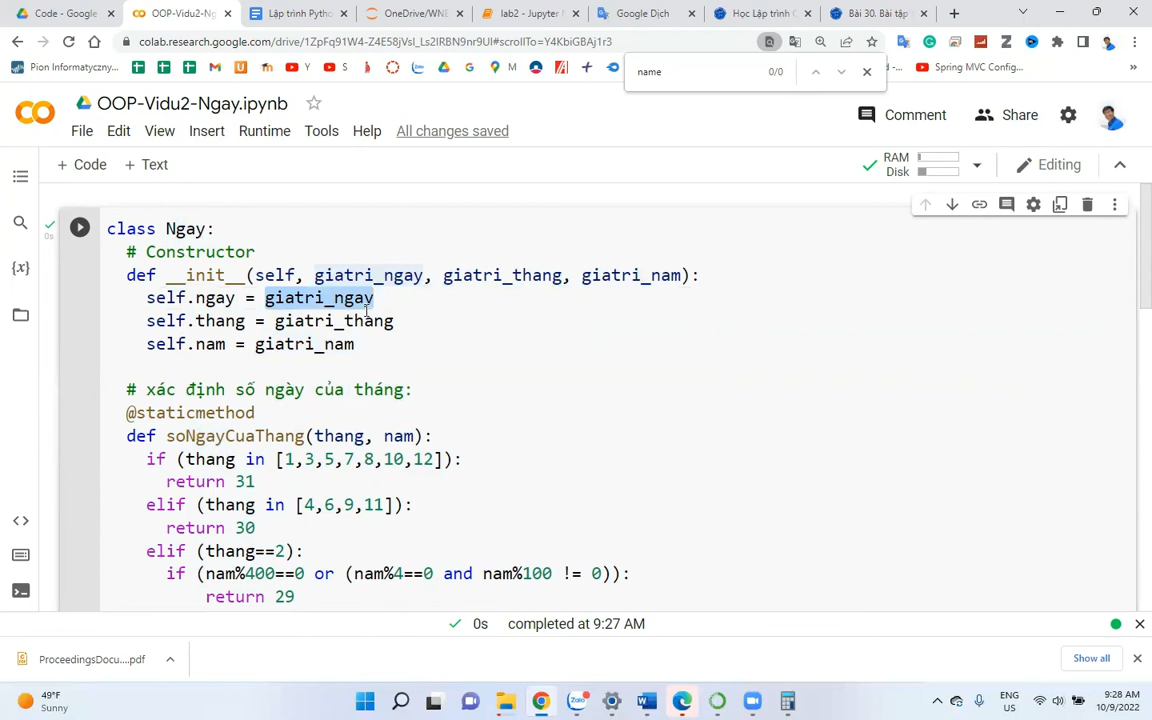 Code - Google
OOP-Vidu2-Ng
Lập trình Pytho
OneDrive/WNE
lab2 - Jupyter
Google Dịch
Học Lập trình C
Bài 30. Bài tập
colab.research.google.com/drive/1ZpFq91W4-Z4E58jVsl_Ls2IRBN9nr9UI#scrollTo=Y4KbiGBAj1r3
Pion Informatyczny...
Y
S
M
Spring MVC Config...
»
name
0/0
OOP-Vidu2-Ngay.ipynb
Comment
Share
File Edit View Insert Runtime Tools Help All changes saved
+ Code + Text
RAM
Disk
Editing
0s
class Ngay:
# Constructor
def __init__(self, giatri_ngay, giatri_thang, giatri_nam):
self.ngay = giatri_ngay
self.thang = giatri_thang
self.nam = giatri_nam
# xác định số ngày của tháng:
@staticmethod
def soNgayCuaThang(thang, nam):
if (thang in [1,3,5,7,8,10,12]):
return 31
elif (thang in [4,6,9,11]):
return 30
elif (thang==2):
if (nam%400==0 or (nam%4==0 and nam%100 != 0)):
return 29
0s completed at 9:27 AM
ProceedingsDocu....pdf
Show all
49°F
Sunny
ENG
US
9:28 AM
10/9/2022